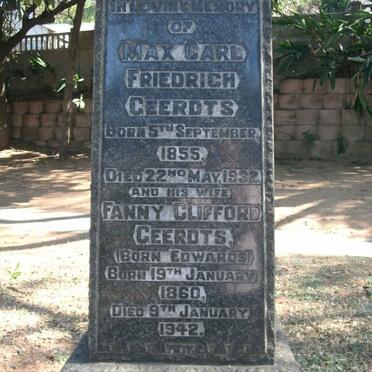 IN LOVING MEMORY
OF
MAX CARL
FRIEDRICH
GEERDTS
BORN 5TH SEPTEMBER,
1855,
DIED 22ND MAY, 1932,
AND HIS WIFE
FANNY CLIFFORD
GEERDTS,
(BORN EDWARDS)
BORN 19TH JANUARY
1860,
DIED 9TH JANUARY
1942.